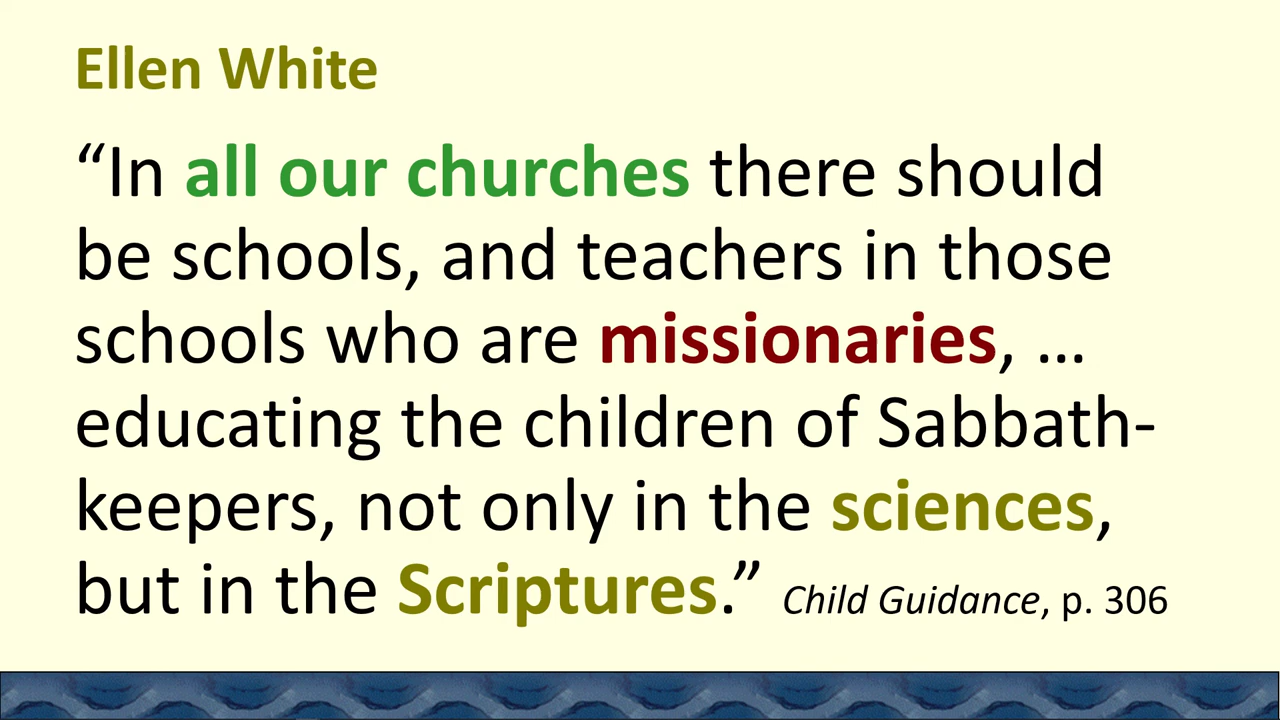 Ellen White
“In all our churches there should
be schools, and teachers in those
schools who are missionaries, …
educating the children of Sabbath-
keepers, not only in the sciences,
but in the Scriptures.” Child Guidance, p. 306